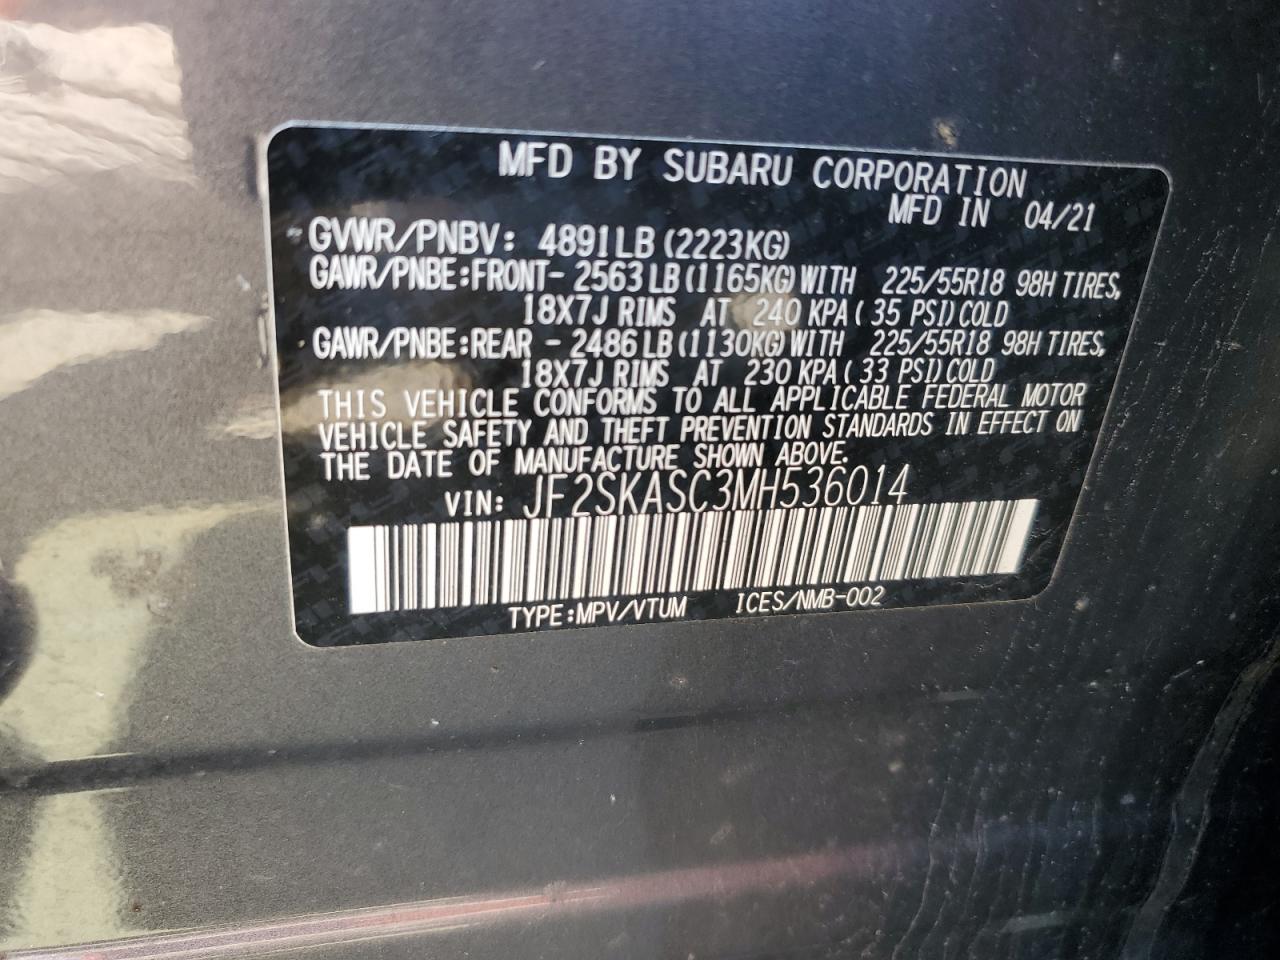 MFD BY SUBARU CORPORATION
MFD IN 04/21
GVWR/PNBV: 4891LB(2223KG)
GAWR/PNBE:FRONT- 2563LB(1165KG)WITH 225/55R18 98H TIRES,
18X7J RIMS AT 240 KPA( 35 PSI)COLD
GAWR/PNBE:REAR - 2486LB(1130KG)WITH 225/55R18 98H TIRES,
18X7J RIMS AT 230 KPA( 33 PSI)COLD
THIS VEHICLE CONFORMS TO ALL APPLICABLE FEDERAL MOTOR
VEHICLE SAFETY AND THEFT PREVENTION STANDARDS IN EFFECT ON
THE DATE OF MANUFACTURE SHOWN ABOVE.
VIN: JF2SKASC3MH536014
TYPE:MPV/VTUM ICES/NMB-002